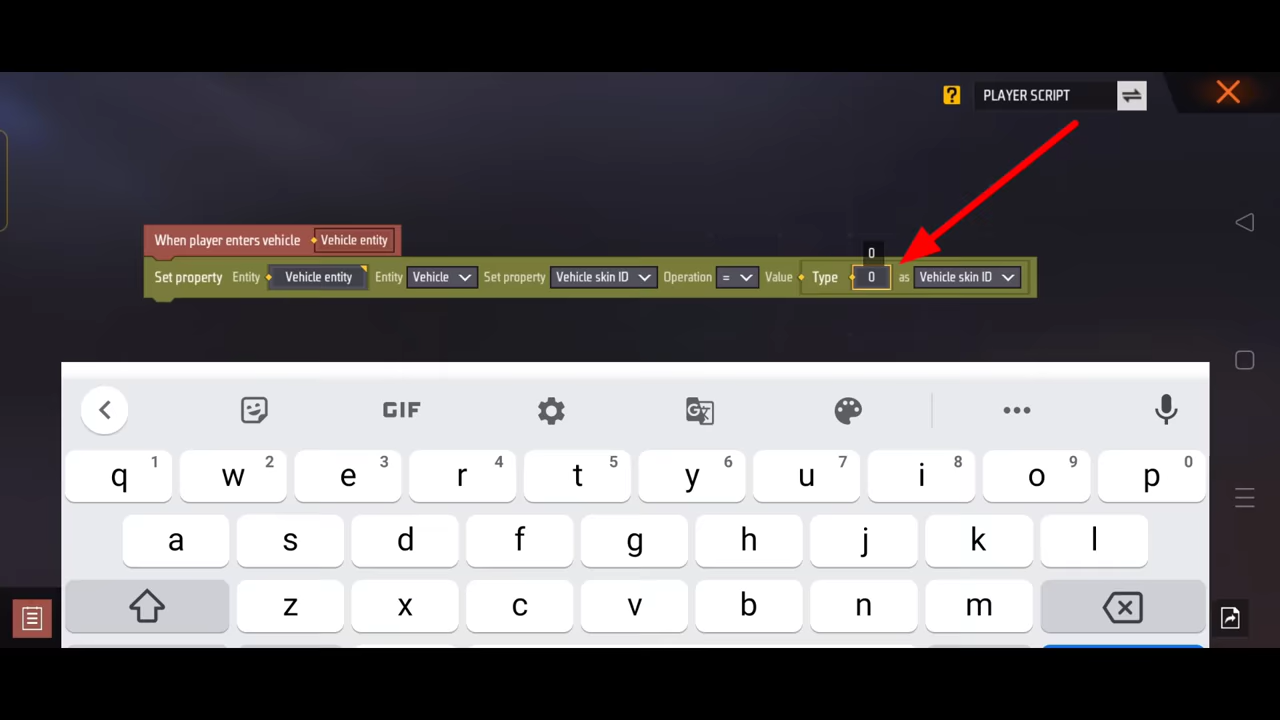 ? PLAYER SCRIPT
When player enters vehicle Vehicle entity
0
Set property Entity Vehicle entity Entity Vehicle Set property Vehicle skin ID Operation = Value Type 0 as Vehicle skin ID
GIF G
q 1 w 2 e 3 r 4 t 5 y 6 u 7 i 8 o 9 p 0
a s d f g h j k l
z x c v b n m